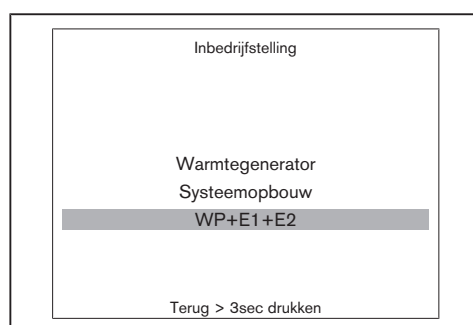 Inbedrijfstelling
Warmtegenerator
Systeemopbouw
WP+E1+E2
Terug > 3sec drukken